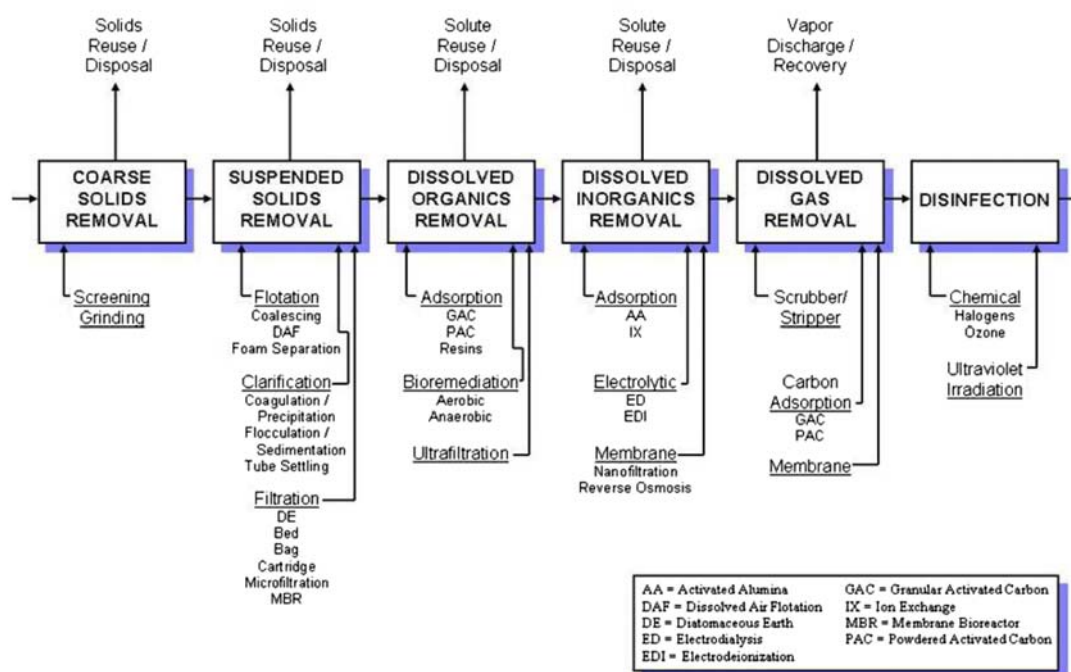 Solids
Reuse /
Disposal
Solids
Reuse /
Disposal
Solute
Reuse /
Disposal
Solute
Reuse /
Disposal
Vapor
Discharge /
Recovery
COARSE
SOLIDS
REMOVAL
SUSPENDED
SOLIDS
REMOVAL
DISSOLVED
ORGANICS
REMOVAL
DISSOLVED
INORGANICS
REMOVAL
DISSOLVED
GAS
REMOVAL
DISINFECTION
Screening
Grinding
Flotation
Coalescing
DAF
Foam Separation
Clarification
Coagulation /
Precipitation
Flocculation /
Sedimentation
Tube Settling
Filtration
DE
Bed
Bag
Cartridge
Microfiltration
MBR
Adsorption
GAC
PAC
Resins
Bioremediation
Aerobic
Anaerobic
Ultrafiltration
Adsorption
AA
IX
Electrolytic
ED
EDI
Membrane
Nanofiltration
Reverse Osmosis
Scrubber/
Stripper
Carbon
Adsorption
GAC
PAC
Membrane
Chemical
Halogens
Ozone
Ultraviolet
Irradiation
AA = Activated Alumina
DAF = Dissolved Air Flotation
DE = Diatomaceous Earth
ED = Electrodialysis
EDI = Electrodeionization
GAC = Granular Activated Carbon
IX = Ion Exchange
MBR = Membrane Bioreactor
PAC = Powdered Activated Carbon